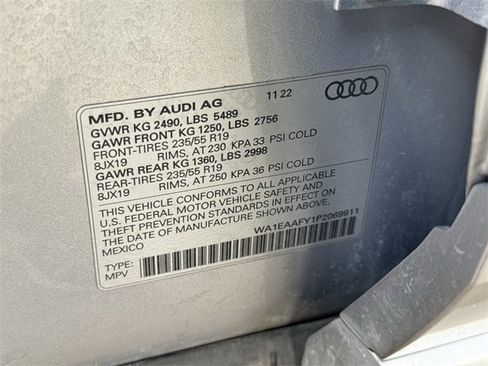 11 22
MFD. BY AUDI AG
GVWR KG 2490, LBS 5489
GAWR FRONT KG 1250, LBS 2756
FRONT-TIRES 235/55 R19
8JX19 RIMS, AT 230 KPA 33 PSI COLD
GAWR REAR KG 1360, LBS 2998
REAR-TIRES 235/55 R19
8JX19 RIMS, AT 250 KPA 36 PSI COLD
THIS VEHICLE CONFORMS TO ALL APPLICABLE
U.S. FEDERAL MOTOR VEHICLE SAFETY AND
THEFT PREVENTION STANDARDS IN EFFECT ON
THE DATE OF MANUFACTURE SHOWN ABOVE.
MEXICO
WA1EAAFY1P2069911
TYPE:
MPV